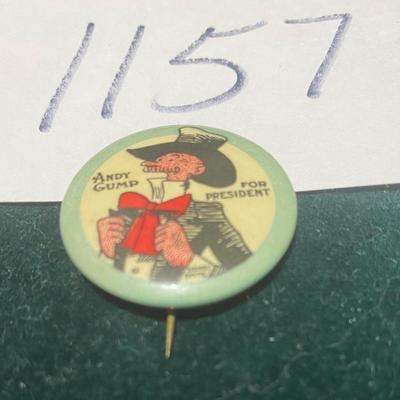 1157
ANDY GUMP
FOR PRESIDENT